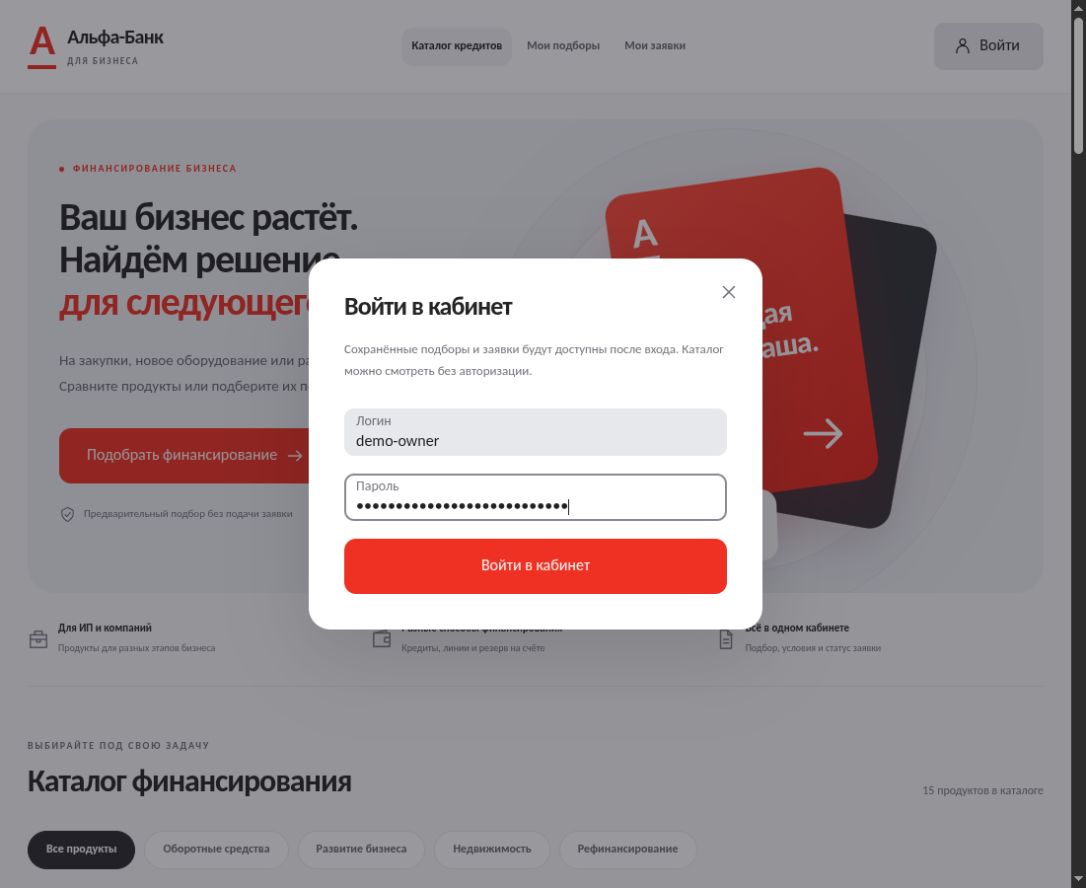 Альфа-Банк
ДЛЯ БИЗНЕСА
Каталог кредитов
Мои подборы
Мои заявки
Войти
ФИНАНСИРОВАНИЕ БИЗНЕСА
Ваш бизнес растёт.
Найдём решение
для следующего
На закупки, новое оборудование или
Сравните продукты или подберите их
Подобрать финансирование
Предварительный подбор без подачи заявки
А
Войти в кабинет
Сохранённые подборы и заявки будут доступны после входа. Каталог
можно смотреть без авторизации.
Логин
demo-owner
Пароль
•••••••••••••••••••••••••••
Войти в кабинет
Для ИП и компаний
Продукты для разных этапов бизнеса
Разные способы финансирования
Кредиты, линии и резерв на счёте
Всё в одном кабинете
Подбор, условия и статус заявки
ВЫБИРАЙТЕ ПОД СВОЮ ЗАДАЧУ
Каталог финансирования
15 продуктов в каталоге
Все продукты
Оборотные средства
Развитие бизнеса
Недвижимость
Рефинансирование